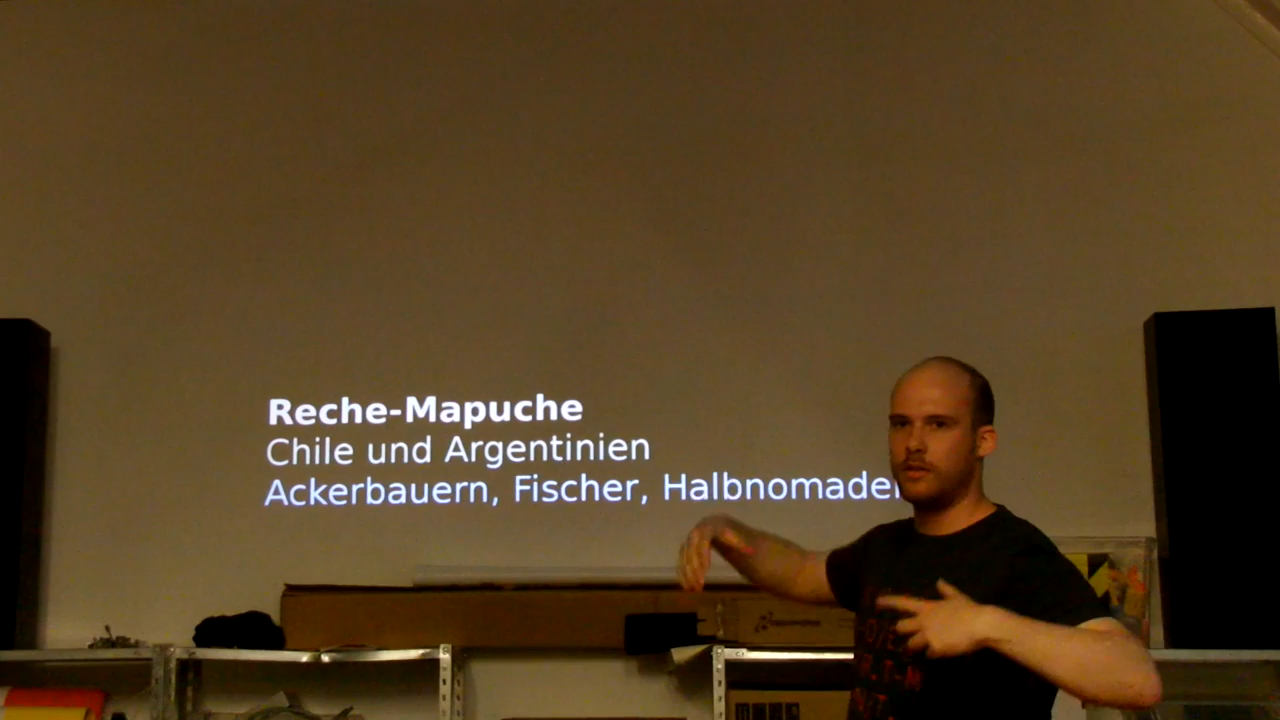 Reche-Mapuche
Chile und Argentinien
Ackerbauern, Fischer, Halbnomaden